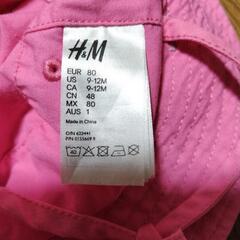 H&M
EUR 80
US 9-12M
CA 9-12M
CN 48
MX 80
AUS 1
Made in China